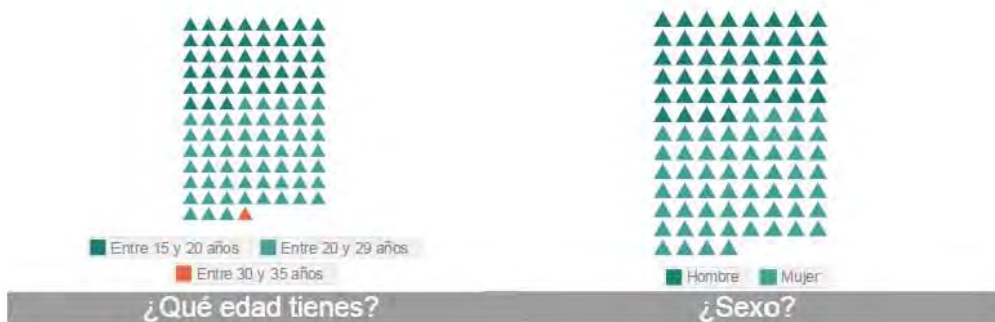 Entre 15 y 20 años
Entre 20 y 29 años
Entre 30 y 35 años
¿Qué edad tienes?
Hombre
Mujer
¿Sexo?